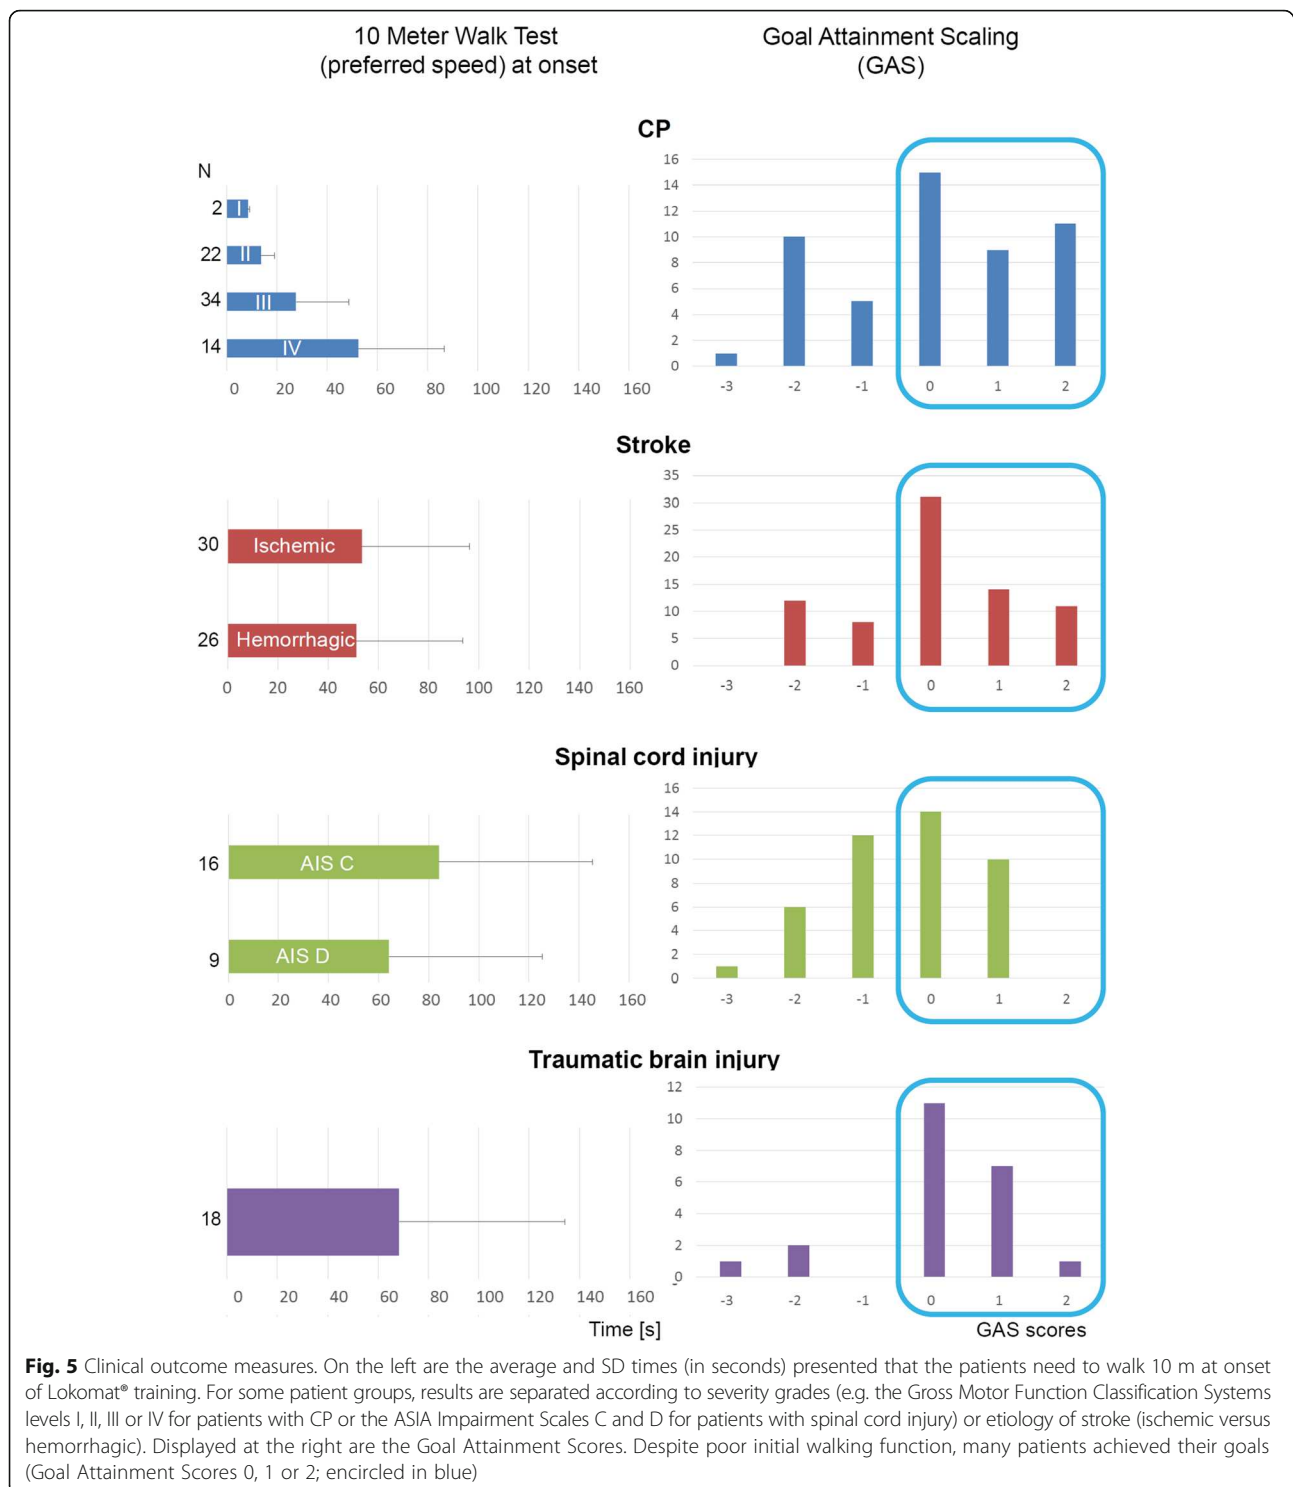 10 Meter Walk Test
(preferred speed) at onset
Goal Attainment Scaling
(GAS)
CP
N
2 I
22 II
34 III
14 IV
0 20 40 60 80 100 120 140 160
16
14
12
10
8
6
4
2
0
-3 -2 -1 0 1 2
Stroke
30 Ischemic
26 Hemorrhagic
0 20 40 60 80 100 120 140 160
35
30
25
20
15
10
5
0
-3 -2 -1 0 1 2
Spinal cord injury
16 AIS C
9 AIS D
0 20 40 60 80 100 120 140 160
16
14
12
10
8
6
4
2
0
-3 -2 -1 0 1 2
Traumatic brain injury
18
0 20 40 60 80 100 120 140 160
Time [s]
12
10
8
6
4
2
0
-
-3 -2 -1 0 1 2
GAS scores
Fig. 5 Clinical outcome measures. On the left are the average and SD times (in seconds) presented that the patients need to walk 10 m at onset
of Lokomat® training. For some patient groups, results are separated according to severity grades (e.g. the Gross Motor Function Classification Systems
levels I, II, III or IV for patients with CP or the ASIA Impairment Scales C and D for patients with spinal cord injury) or etiology of stroke (ischemic versus
hemorrhagic). Displayed at the right are the Goal Attainment Scores. Despite poor initial walking function, many patients achieved their goals
(Goal Attainment Scores 0, 1 or 2; encircled in blue)